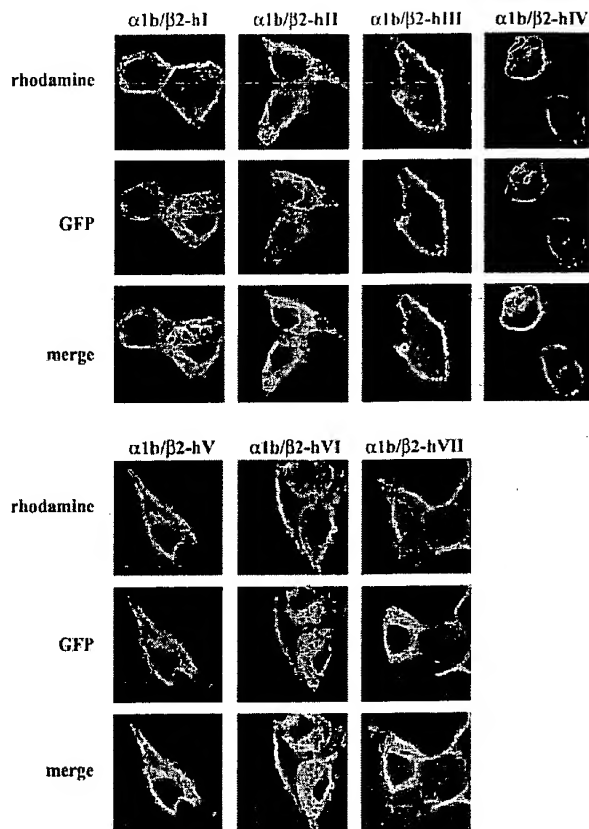 α1b/β2-hI α1b/β2-hII α1b/β2-hIII α1b/β2-hIV
rhodamine
GFP
merge
α1b/β2-hV α1b/β2-hVI α1b/β2-hVII
rhodamine
GFP
merge